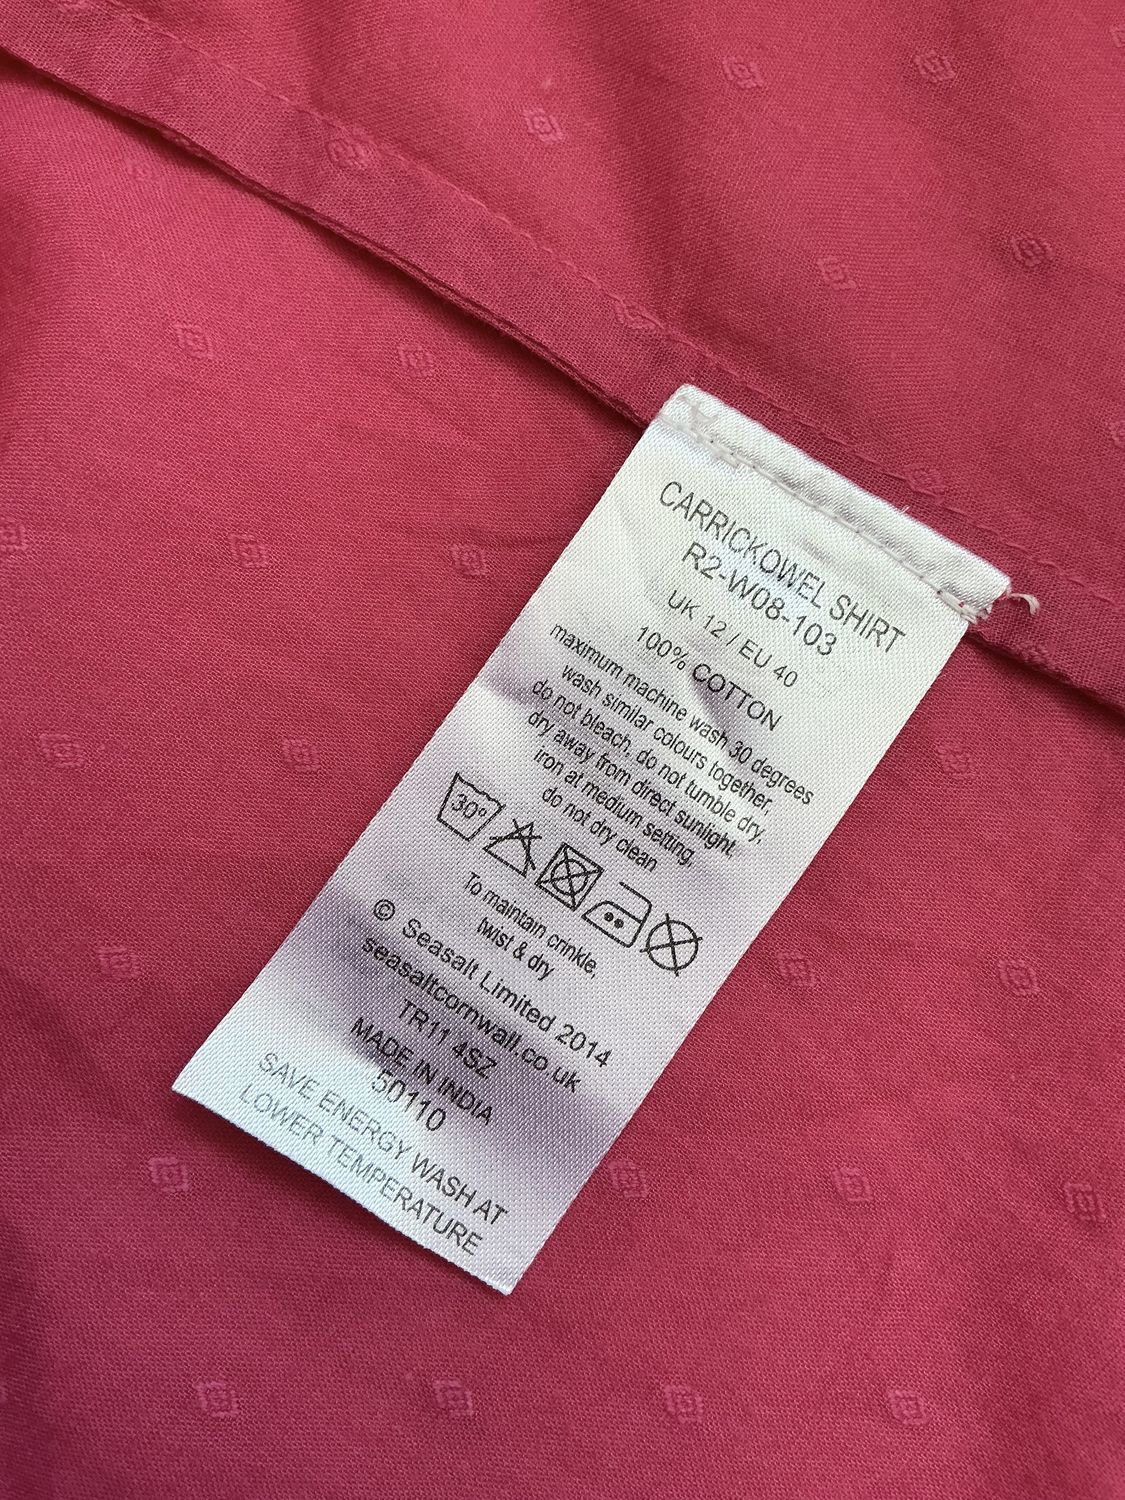 CARRICKOWEL SHIRT
R2-W08-103
UK 12 / EU 40
100% COTTON
maximum machine wash 30 degrees
wash similar colours together,
do not bleach, do not tumble dry,
dry away from direct sunlight,
iron at medium setting,
do not dry clean
30°
To maintain crinkle,
twist & dry
© Seasalt Limited 2014
seasaltcornwall.co.uk
TR11 4SZ
MADE IN INDIA
50110
SAVE ENERGY WASH AT
LOWER TEMPERATURE